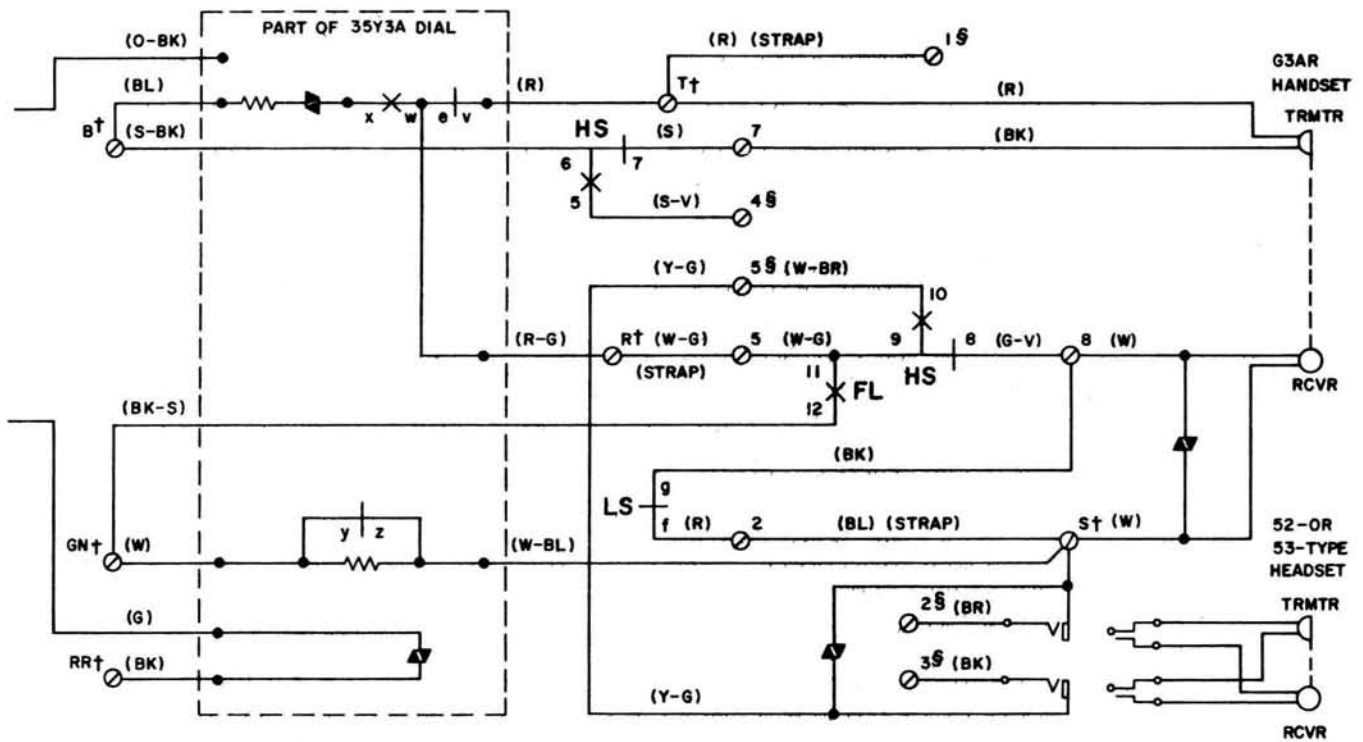 PART OF 35Y3A DIAL
(O-BK)
(R) (STRAP)
1§
G3AR
HANDSET
(BL)
x
w
e
v
(R)
T†
(R)
TRMTR
B†
(S-BK)
HS
(S)
7
(BK)
6
7
5
(S-V)
4§
(Y-G)
5§
(W-BR)
10
(R-G)
R†
(W-G)
5
(W-G)
9
8
(G-V)
8
(W)
(STRAP)
11
HS
FL
12
RCVR
(BK-S)
(BK)
g
LS
f
(R)
2
(BL) (STRAP)
S†
(W)
52-OR
53-TYPE
HEADSET
y
z
GN†
(W)
(W-BL)
TRMTR
2§
(BR)
(G)
RR†
(BK)
3§
(BK)
(Y-G)
RCVR